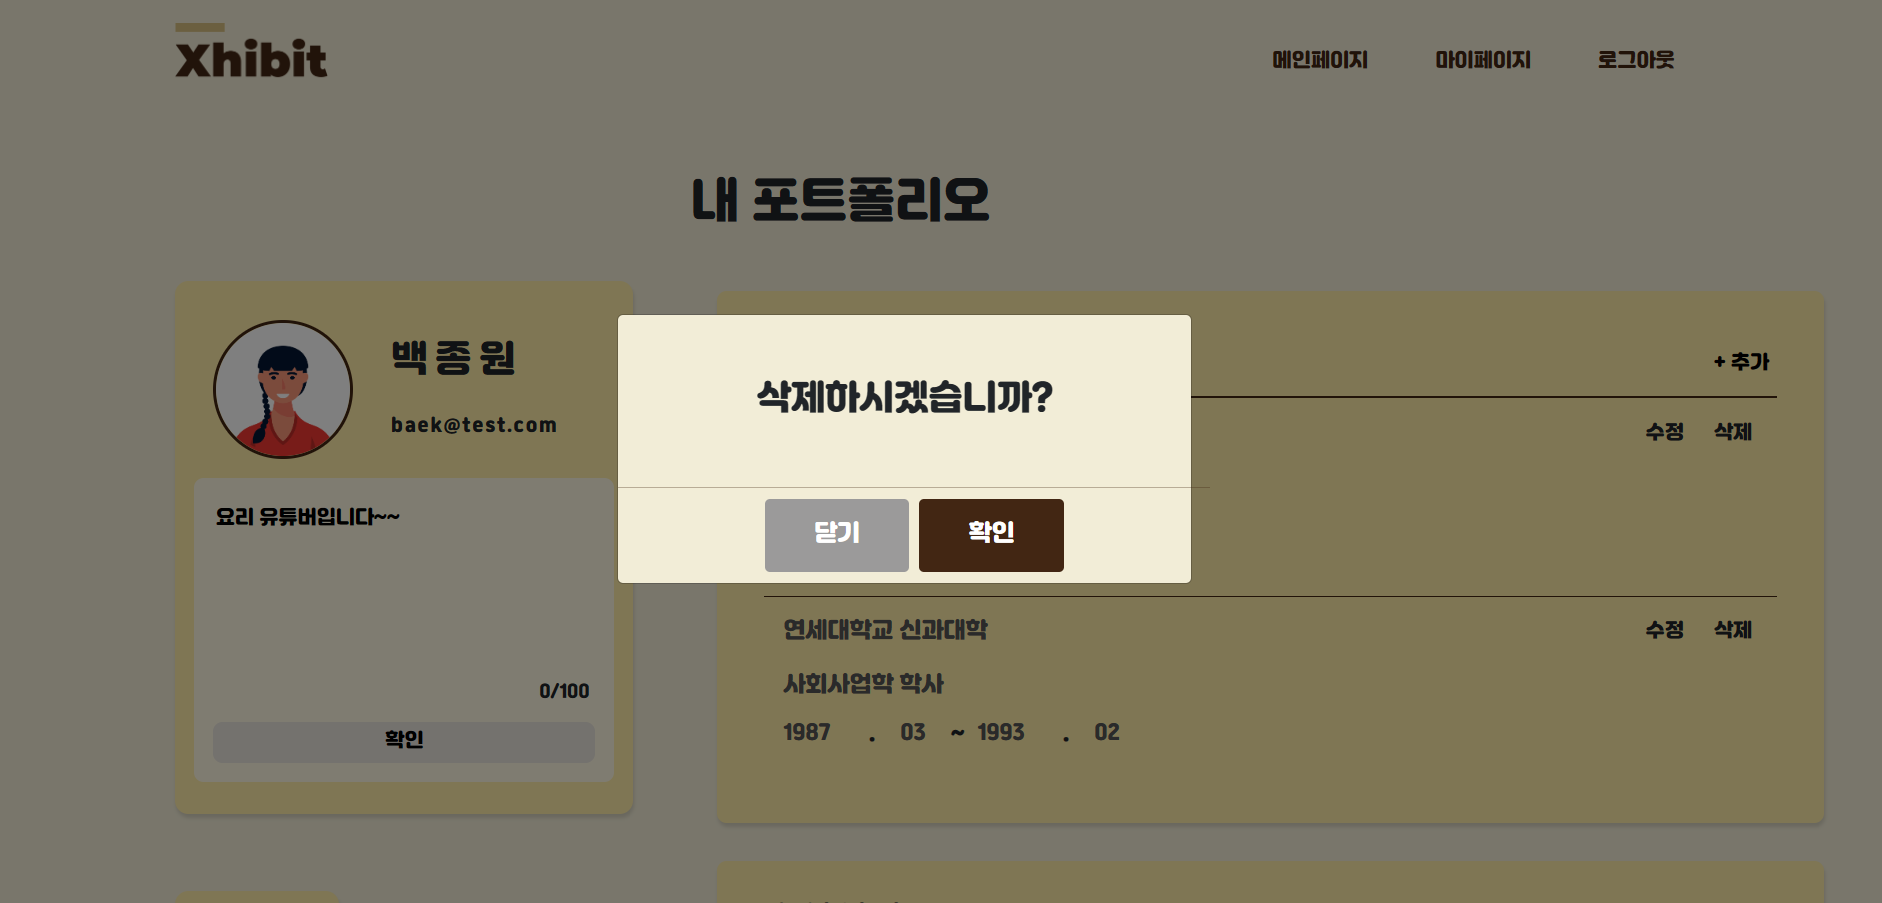 Xhibit
메인페이지 마이페이지 로그아웃
내 포트폴리오
백종원
baek@test.com
요리 유튜버입니다~~
0/100
확인
+ 추가
수정 삭제
삭제하시겠습니까?
닫기 확인
연세대학교 신과대학 수정 삭제
사회사업학 학사
1987 . 03 ~ 1993 . 02